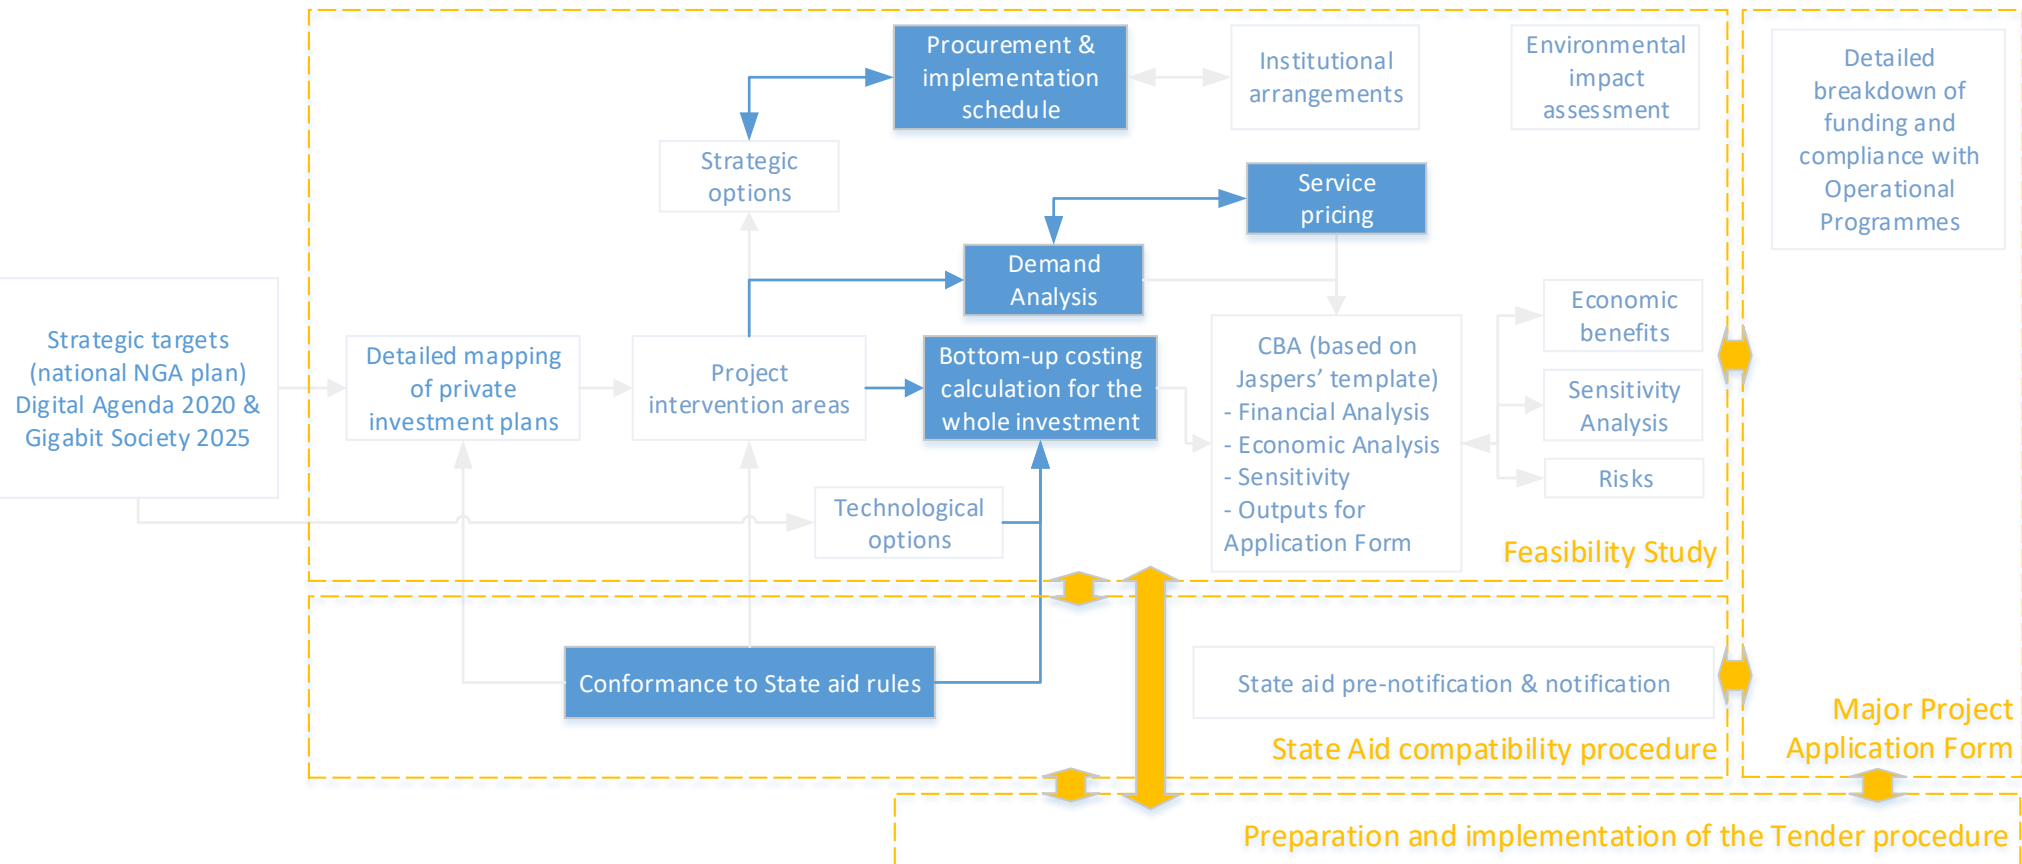 Procurement &
implementation
schedule
Institutional
arrangements
Environmental
impact
assessment
Detailed
breakdown of
funding and
compliance with
Operational
Programmes
Strategic
options
Service
pricing
Demand
Analysis
Strategic targets
(national NGA plan)
Digital Agenda 2020 &
Gigabit Society 2025
Detailed mapping
of private
investment plans
Project
intervention areas
Bottom-up costing
calculation for the
whole investment
CBA (based on
Jaspers’ template)
- Financial Analysis
- Economic Analysis
- Sensitivity
- Outputs for
Application Form
Economic
benefits
Sensitivity
Analysis
Risks
Technological
options
Feasibility Study
Conformance to State aid rules
State aid pre-notification & notification
State Aid compatibility procedure
Major Project
Application Form
Preparation and implementation of the Tender procedure